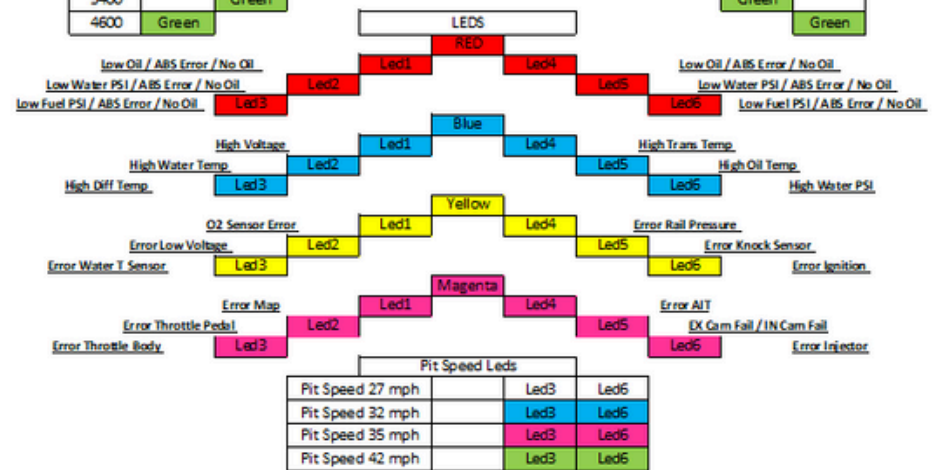 5400 Green Green
4600 Green LEDS Green
RED
Low Oil / ABS Error / No Oil Led1 Led4 Low Oil / ABS Error / No Oil
Low Water PSI / ABS Error / No Oil Led2 Led5 Low Water PSI / ABS Error / No Oil
Low Fuel PSI / ABS Error / No Oil Led3 Led6 Low Fuel PSI / ABS Error / No Oil
Blue
High Voltage Led1 Led4 High Trans Temp
High Water Temp Led2 Led5 High Oil Temp
High Diff Temp Led3 Led6 High Water PSI
Yellow
O2 Sensor Error Led1 Led4 Error Rail Pressure
Error Low Voltage Led2 Led5 Error Knock Sensor
Error Water T Sensor Led3 Led6 Error Ignition
Magenta
Error Map Led1 Led4 Error AIT
Error Throttle Pedal Led2 Led5 EX Cam Fail / IN Cam Fail
Error Throttle Body Led3 Led6 Error Injector
Pit Speed Leds
Pit Speed 27 mph Led3 Led6
Pit Speed 32 mph Led3 Led6
Pit Speed 35 mph Led3 Led6
Pit Speed 42 mph Led3 Led6